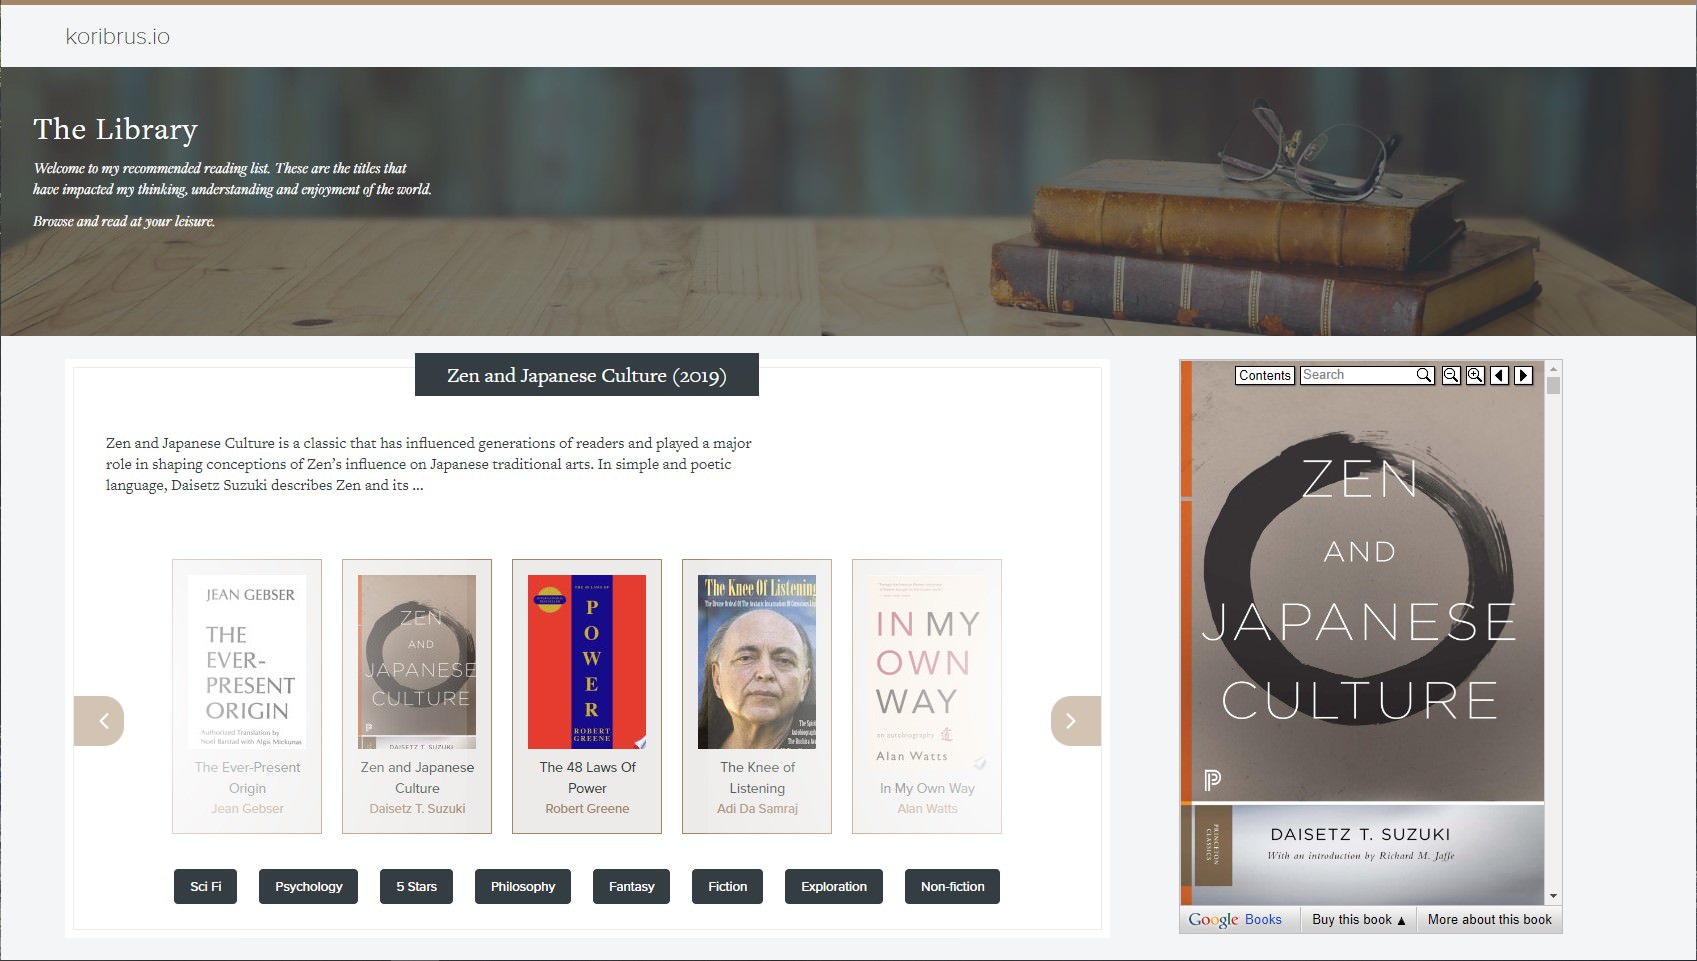 koribrus.io
The Library
Welcome to my recommended reading list. These are the titles that
have impacted my thinking, understanding and enjoyment of the world.
Browse and read at your leisure.
Zen and Japanese Culture (2019)
Zen and Japanese Culture is a classic that has influenced generations of readers and played a major
role in shaping conceptions of Zen’s influence on Japanese traditional arts. In simple and poetic
language, Daisetz Suzuki describes Zen and its ...
JEAN GEBSER
THE
EVER-
PRESENT
ORIGIN
Authorized Translation by
Noel Barstad with Algis Mickunas
The Ever-Present
Origin
Jean Gebser
ZEN
AND
JAPANESE
CULTURE
DAISETZ T. SUZUKI
Zen and Japanese
Culture
Daisetz T. Suzuki
THE 48 LAWS OF
P
O
W
E
R
ROBERT
GREENE
The 48 Laws Of
Power
Robert Greene
The Knee Of Listening
The Knee of
Listening
Adi Da Samraj
IN MY
OWN
WAY
an autobiography
Alan Watts
In My Own Way
Alan Watts
Sci Fi
Psychology
5 Stars
Philosophy
Fantasy
Fiction
Exploration
Non-fiction
Contents
Search
ZEN
AND
JAPANESE
CULTURE
PRINCETON
CLASSICS
DAISETZ T. SUZUKI
With an introduction by Richard M. Jaffe
Google Books
Buy this book ▲
More about this book